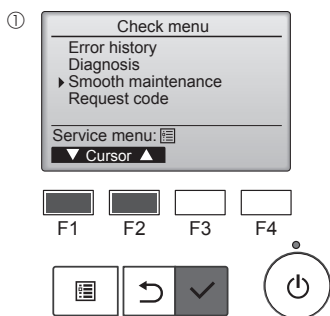 ①
Check menu
Error history
Diagnosis
Smooth maintenance
Request code
Service menu:
▼ Cursor ▲
F1 F2 F3 F4